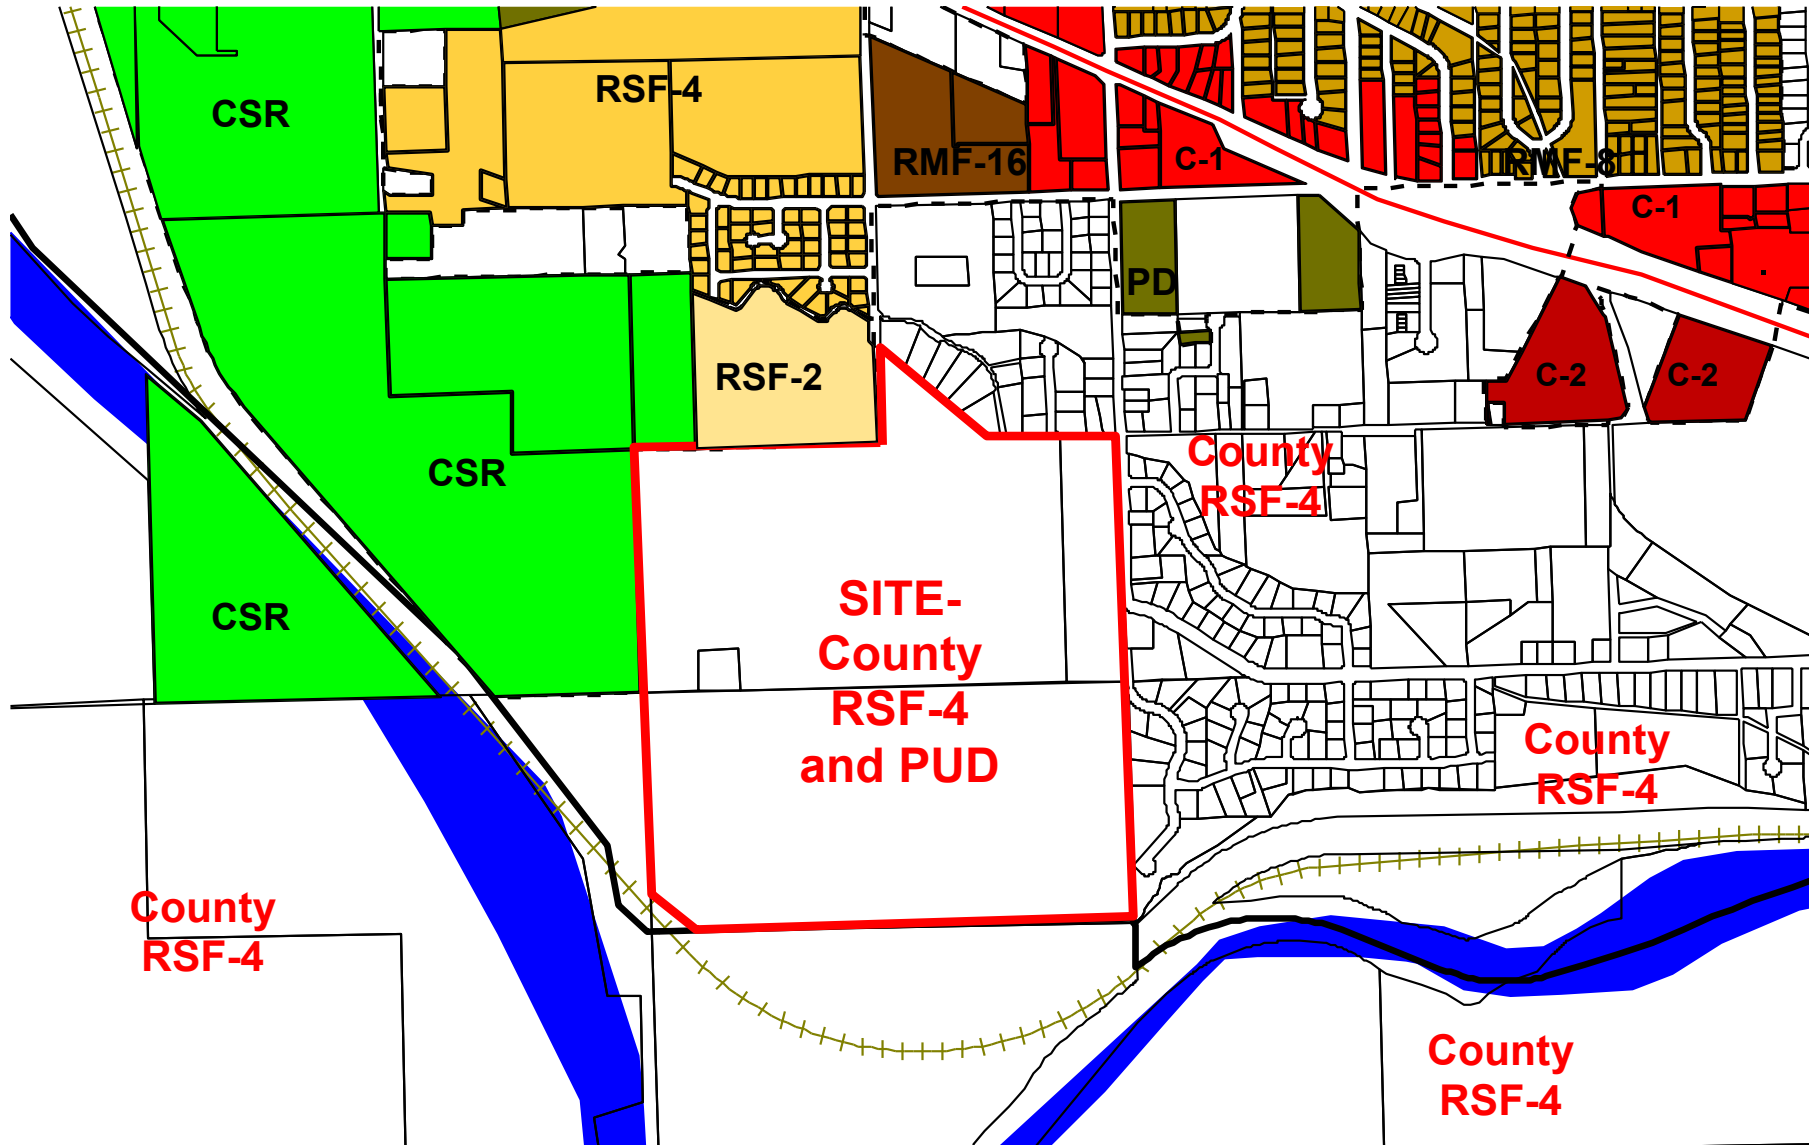 RSF-4
CSR
RMF-16
C-1
RMF-8
C-1
PD
RSF-2
C-2
C-2
CSR
County
RSF-4
CSR
SITE-
County
RSF-4
and PUD
County
RSF-4
County
RSF-4
County
RSF-4